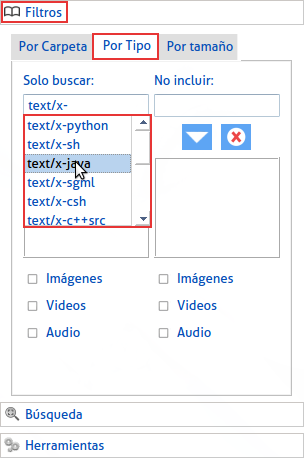 Filtros
Por Carpeta Por Tipo Por tamaño
Solo buscar: No incluir:
text/x-
text/x-python
text/x-sh
text/x-java
text/x-sgml
text/x-csh
text/x-c++src
Imágenes Imágenes
Videos Videos
Audio Audio
Búsqueda
Herramientas